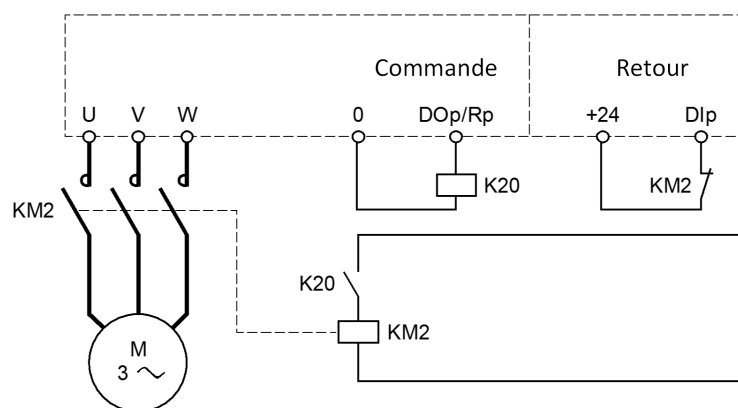 Commande Retour
U V W 0 DOp/Rp +24 DIp
KM2 K20 KM2
K20
KM2
M
3